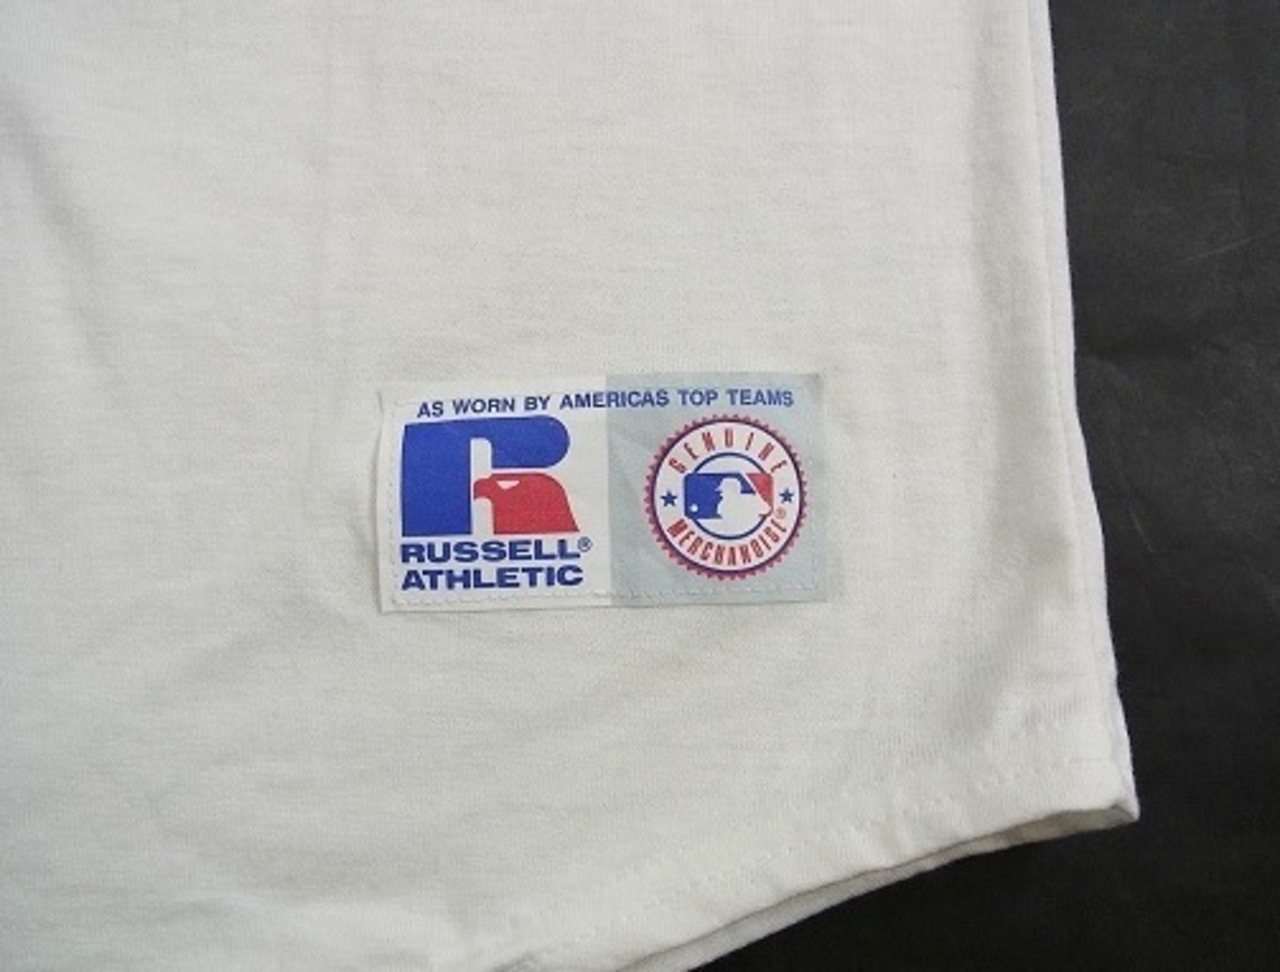 AS WORN BY AMERICAS TOP TEAMS
RUSSELL®
ATHLETIC
GENUINE
MERCHANDISE®